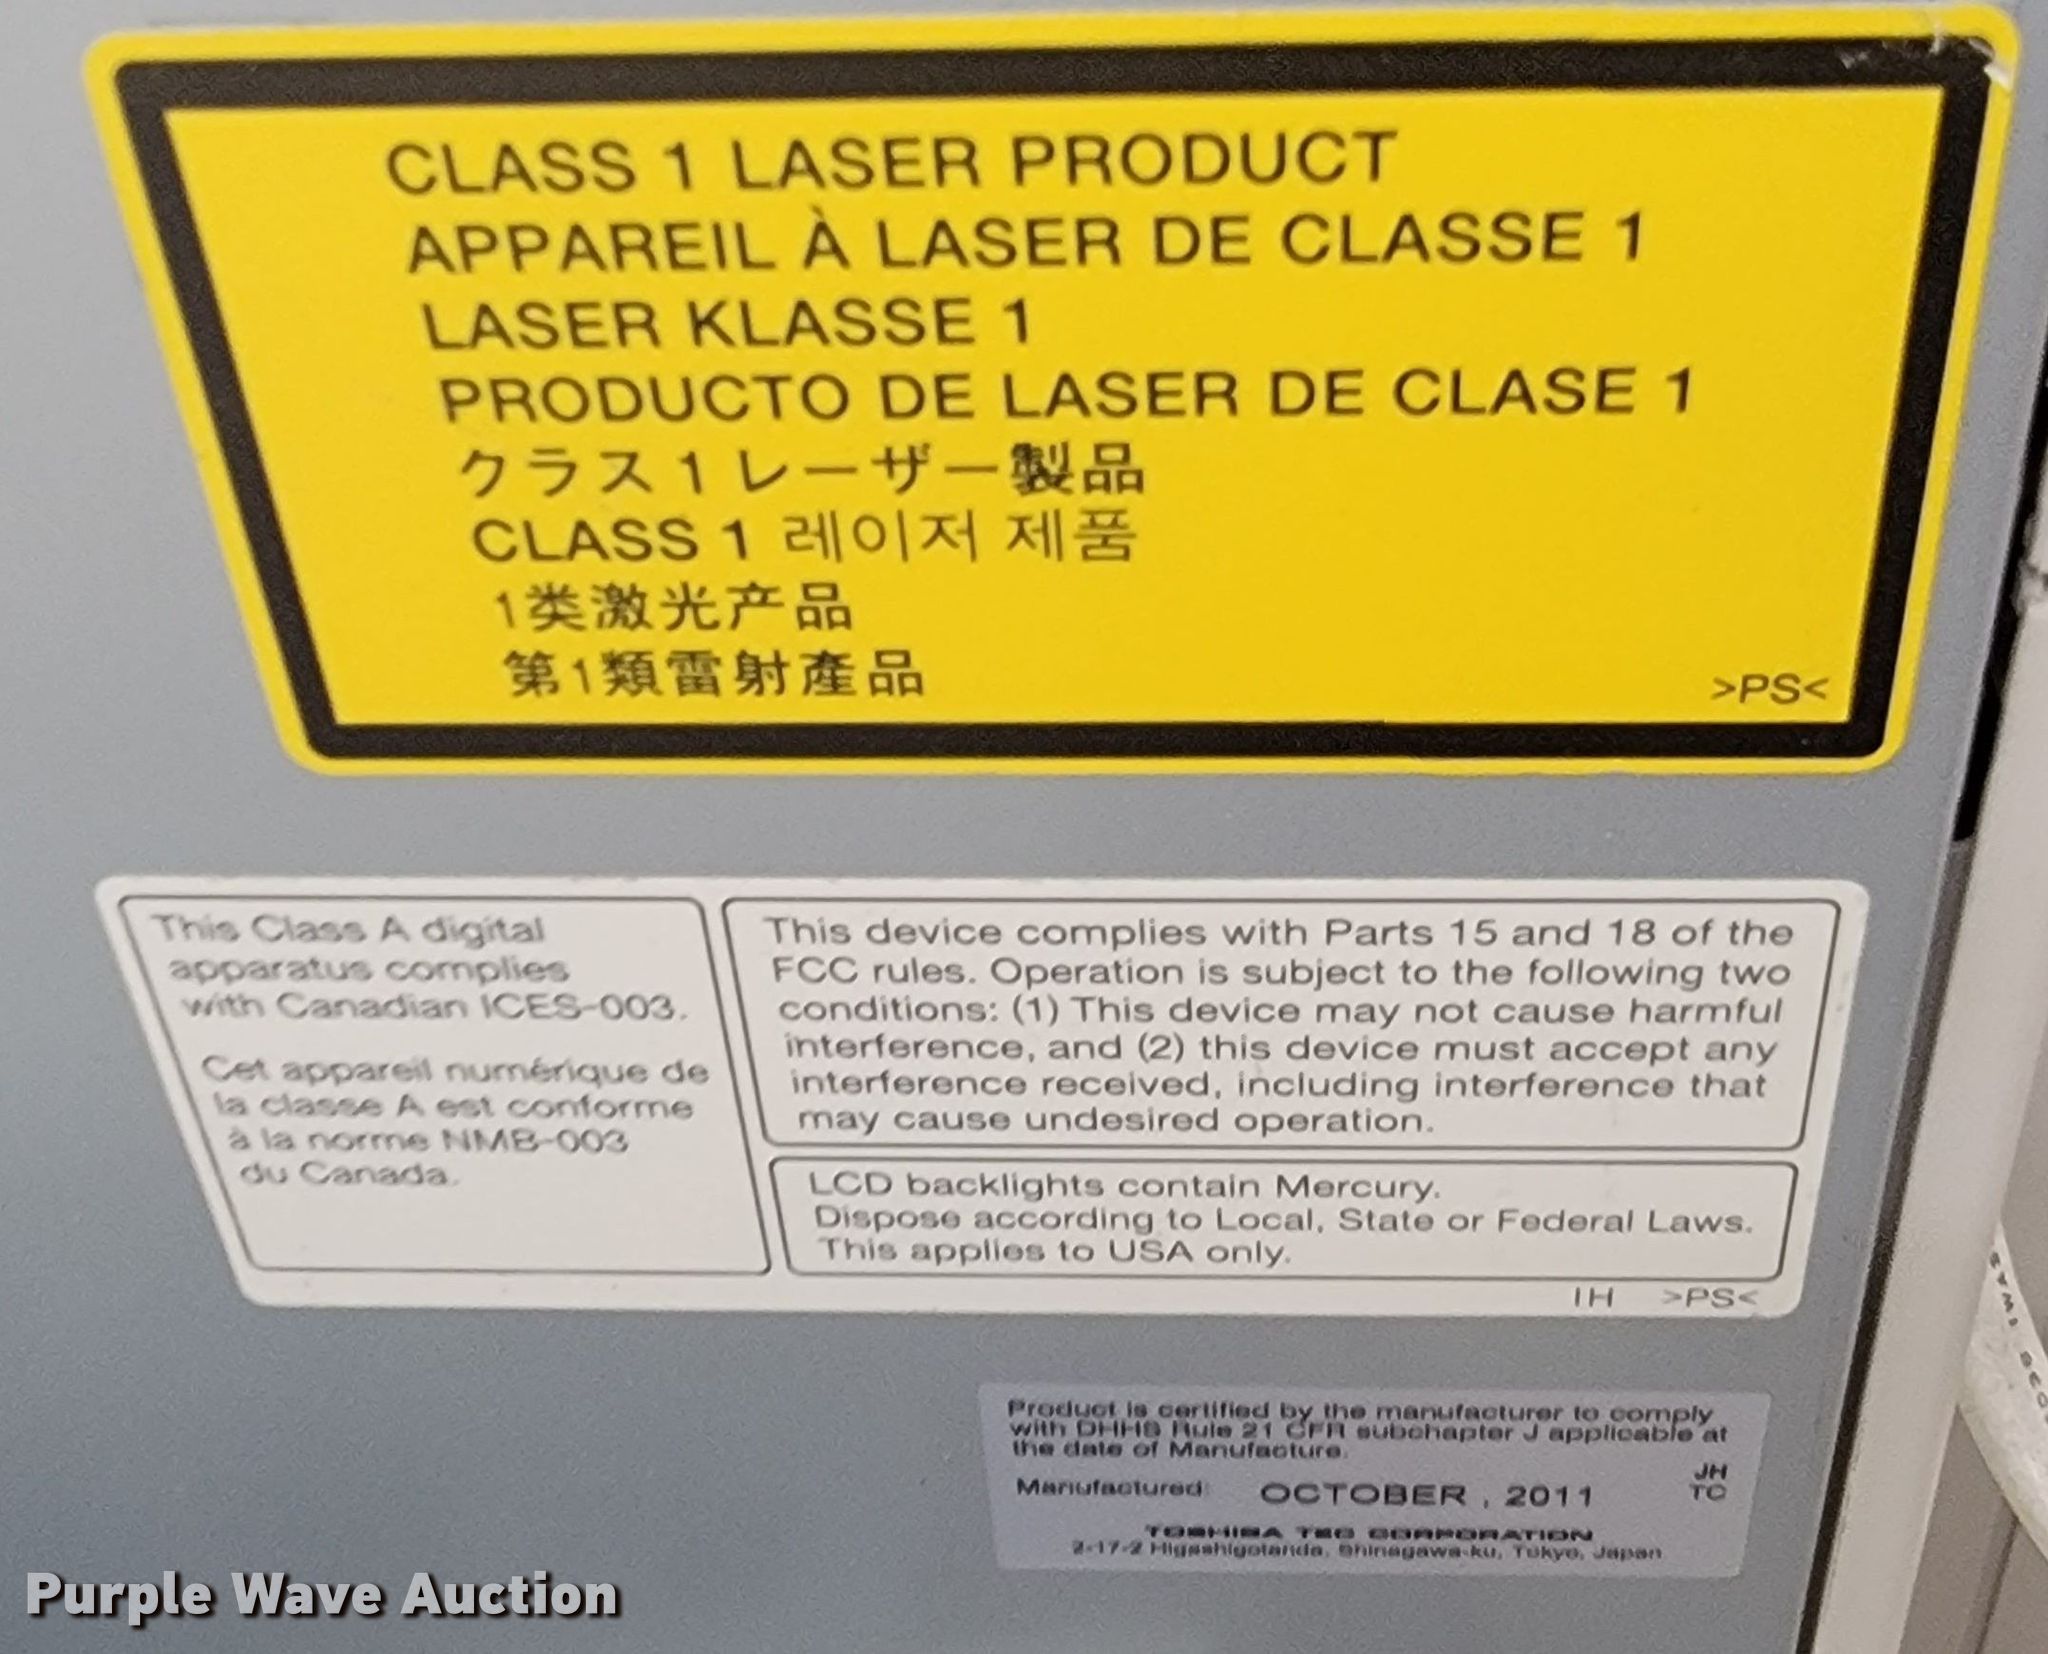 CLASS 1 LASER PRODUCT
APPAREIL À LASER DE CLASSE 1
LASER KLASSE 1
PRODUCTO DE LASER DE CLASE 1
クラス1レーザー製品
CLASS 1 레이저 제품
1类激光产品
第1類雷射產品
>PS<
This Class A digital
apparatus complies
with Canadian ICES-003.
Cet appareil numérique de
la classe A est conforme
à la norme NMB-003
du Canada.
This device complies with Parts 15 and 18 of the
FCC rules. Operation is subject to the following two
conditions: (1) This device may not cause harmful
interference, and (2) this device must accept any
interference received, including interference that
may cause undesired operation.
LCD backlights contain Mercury.
Dispose according to Local, State or Federal Laws.
This applies to USA only.
IH >PS<
Product is certified by the manufacturer to comply
with DHHS Rule 21 CFR subchapter J applicable at
the date of Manufacture.
JH
Manufactured: OCTOBER , 2011 TC
TOSHIBA TEC CORPORATION
2-17-2 Higashigotanda, Shinagawa-ku, Tokyo, Japan
Purple Wave Auction